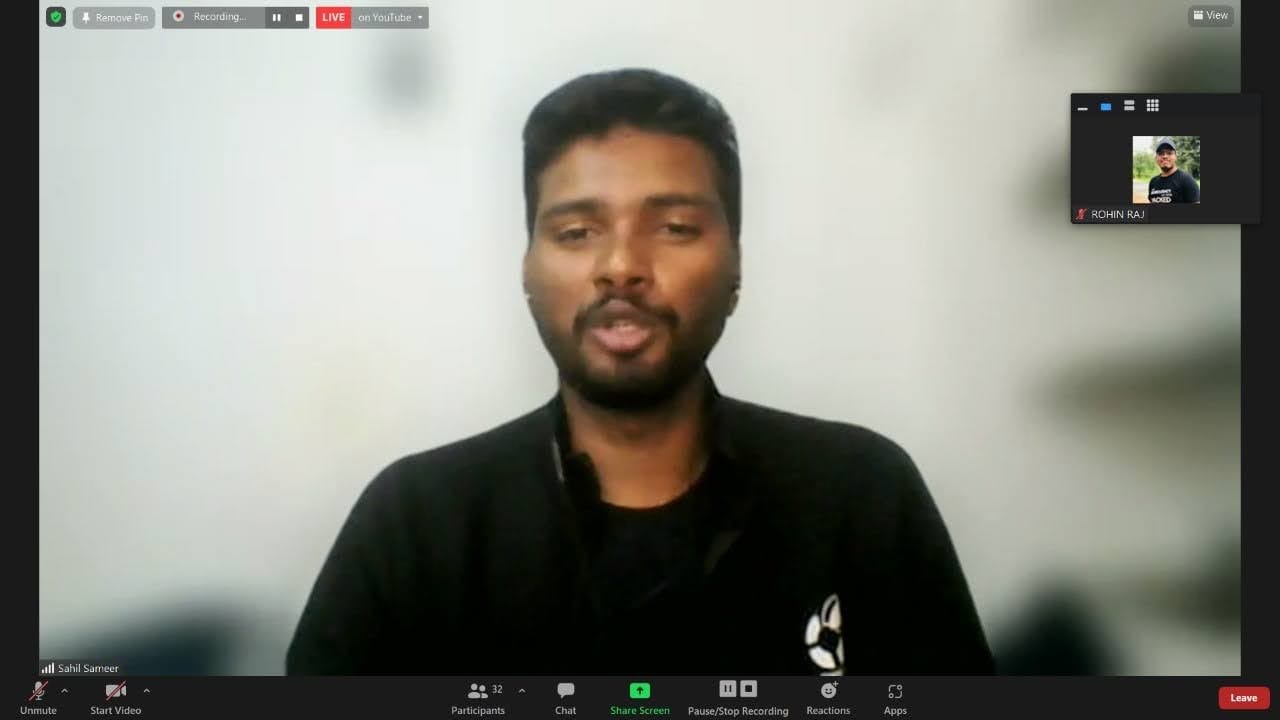 Remove Pin
Recording...
LIVE
on YouTube
View
ROHIN RAJ
Sahil Sameer
Unmute
Start Video
32
Participants
Chat
Share Screen
Pause/Stop Recording
Reactions
Apps
Leave